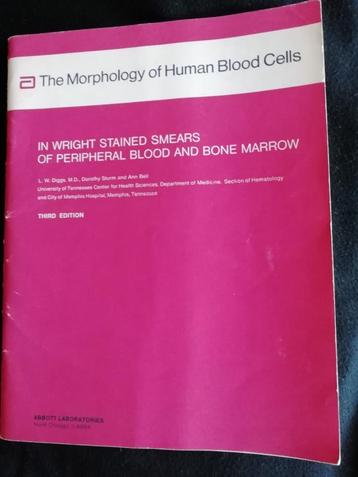 a The Morphology of Human Blood Cells
IN WRIGHT STAINED SMEARS
OF PERIPHERAL BLOOD AND BONE MARROW
L. W. Diggs, M.D., Dorothy Sturm and Ann Bell
University of Tennessee Center for Health Sciences, Department of Medicine, Section of Hematology
and City of Memphis Hospital, Memphis, Tennessee
THIRD EDITION
ABBOTT LABORATORIES
North Chicago,